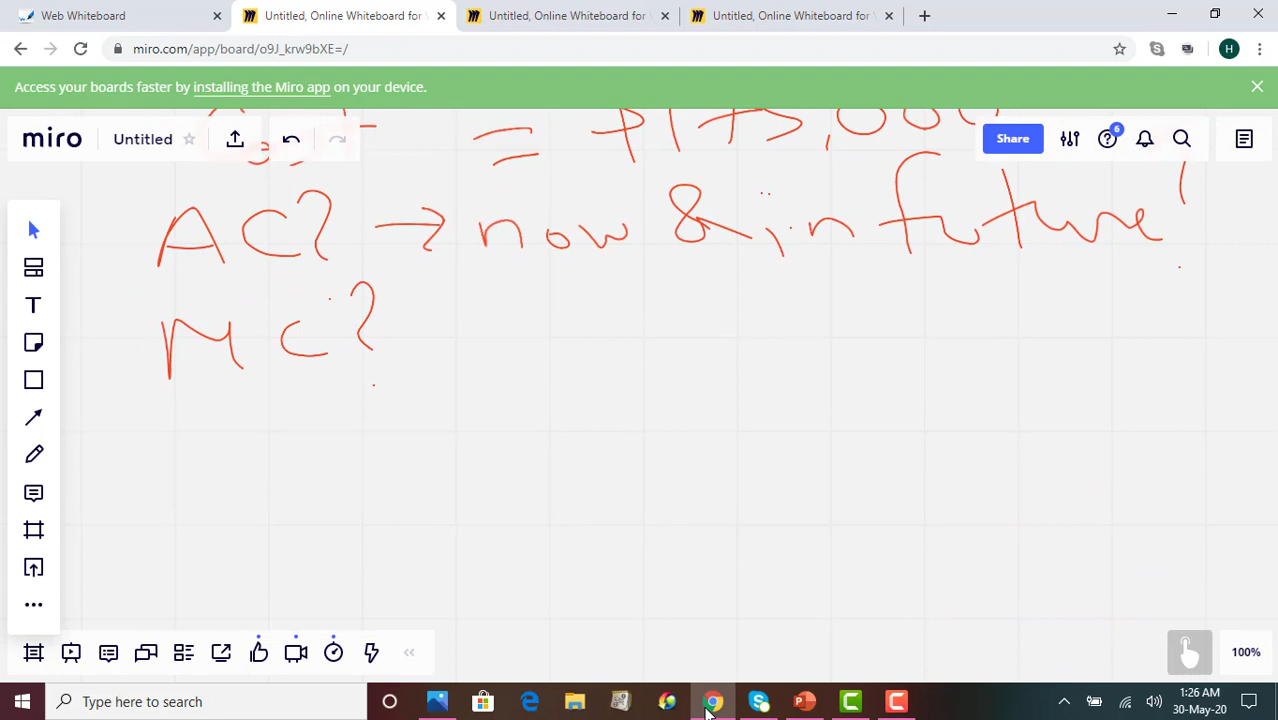 Web Whiteboard
Untitled, Online Whiteboard for
Untitled, Online Whiteboard for
Untitled, Online Whiteboard for
miro.com/app/board/o9J_krw9bXE=/
H
Access your boards faster by installing the Miro app on your device.
miro Untitled
Share
6
AC? → now & in future!
MC?
T
100%
Type here to search
1:26 AM
30-May-20